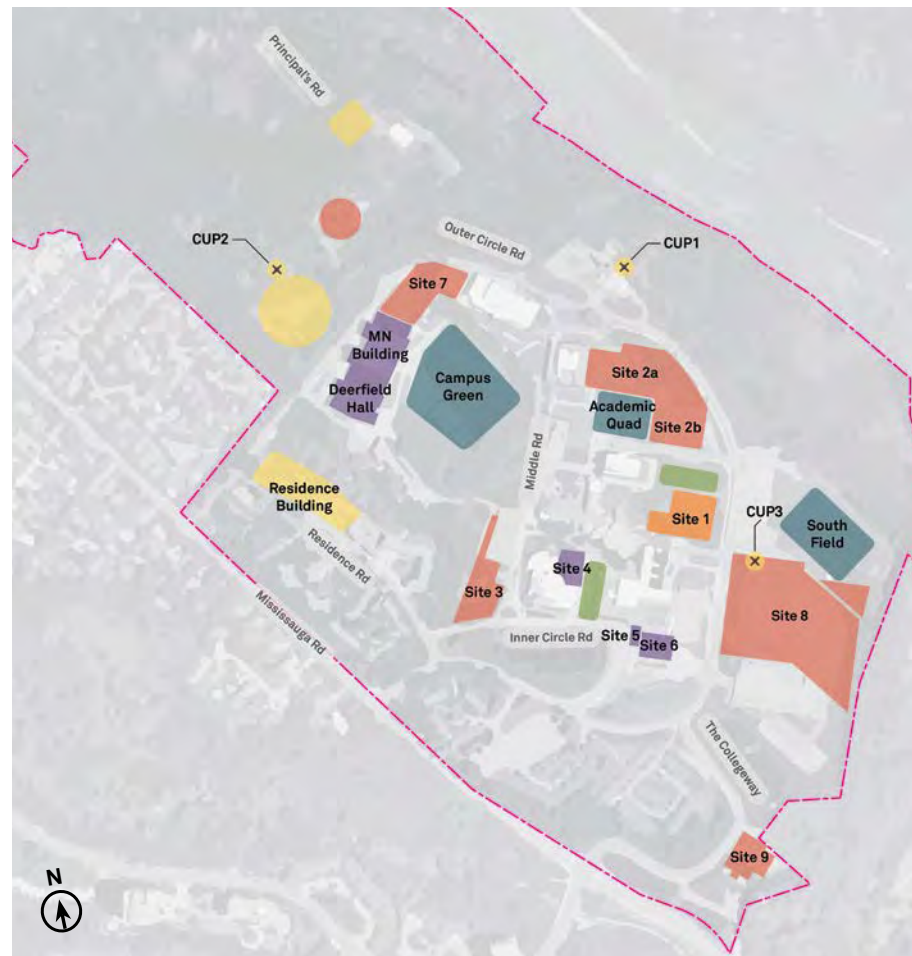 Principal's Rd
CUP2
Outer Circle Rd
CUP1
Site 7
MN
Building
Deerfield
Hall
Campus
Green
Site 2a
Academic
Quad
Site 2b
Middle Rd
Residence
Building
Residence Rd
Site 1
CUP3
South
Field
Site 4
Site 3
Site 8
Mississauga Rd
Inner Circle Rd
Site 5
Site 6
The Collegeway
Site 9
N